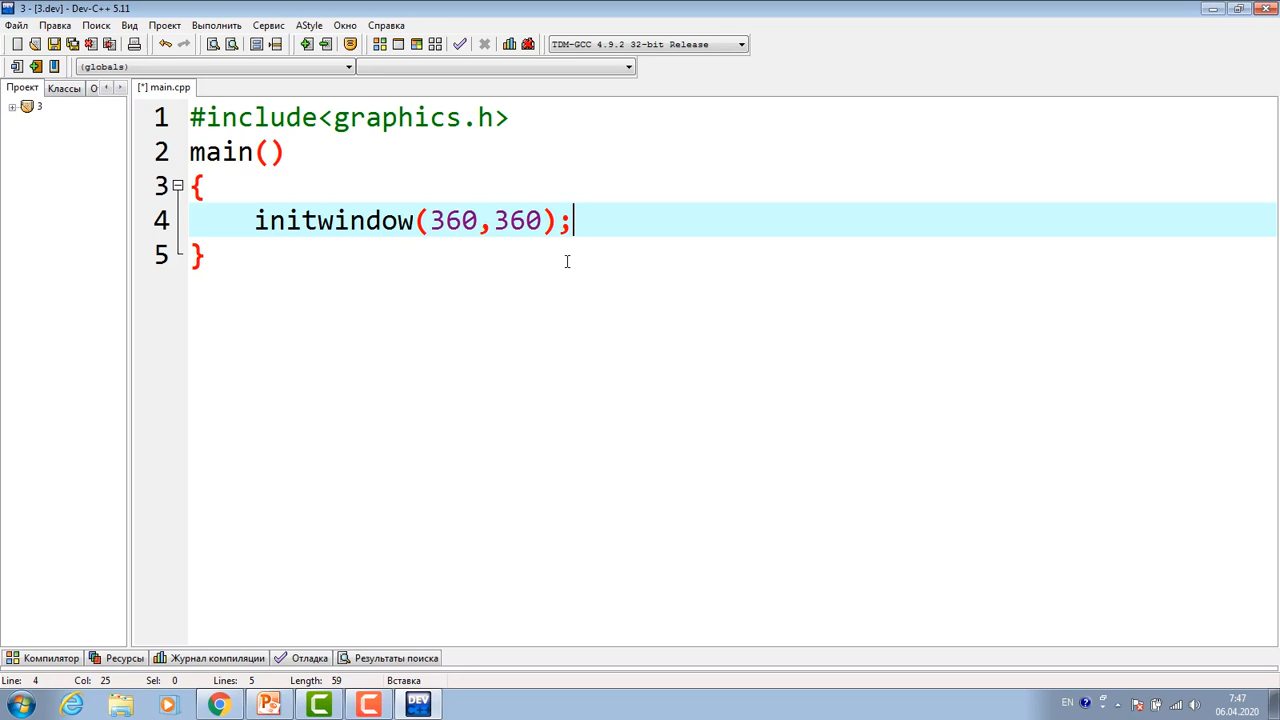 3 - [3.dev] - Dev-C++ 5.11
Файл Правка Поиск Вид Проект Выполнить Сервис AStyle Окно Справка
TDM-GCC 4.9.2 32-bit Release
(globals)
Проект Классы О [*] main.cpp
3
1 #include<graphics.h>
2 main()
3 {
4 initwindow(360,360);
5 }
Компилятор Ресурсы Журнал компиляции Отладка Результаты поиска
Line: 4 Col: 25 Sel: 0 Lines: 5 Length: 59 Вставка
DEV C++ EN 7:47
06.04.2020